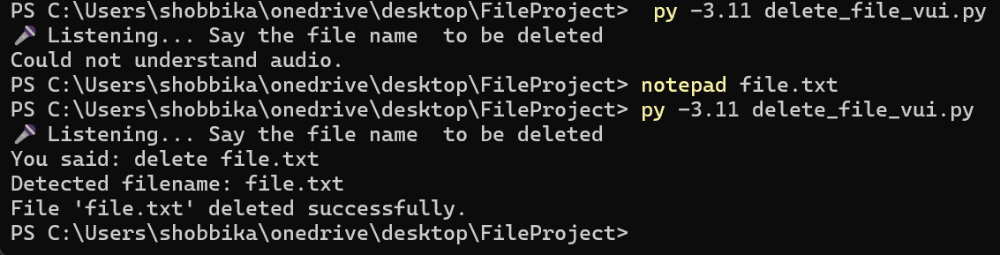 PS C:\Users\shobbika\onedrive\desktop\FileProject>  py -3.11 delete_file_vui.py
🎤 Listening... Say the file name  to be deleted
Could not understand audio.
PS C:\Users\shobbika\onedrive\desktop\FileProject> notepad file.txt
PS C:\Users\shobbika\onedrive\desktop\FileProject> py -3.11 delete_file_vui.py
🎤 Listening... Say the file name  to be deleted
You said: delete file.txt
Detected filename: file.txt
File 'file.txt' deleted successfully.
PS C:\Users\shobbika\onedrive\desktop\FileProject>